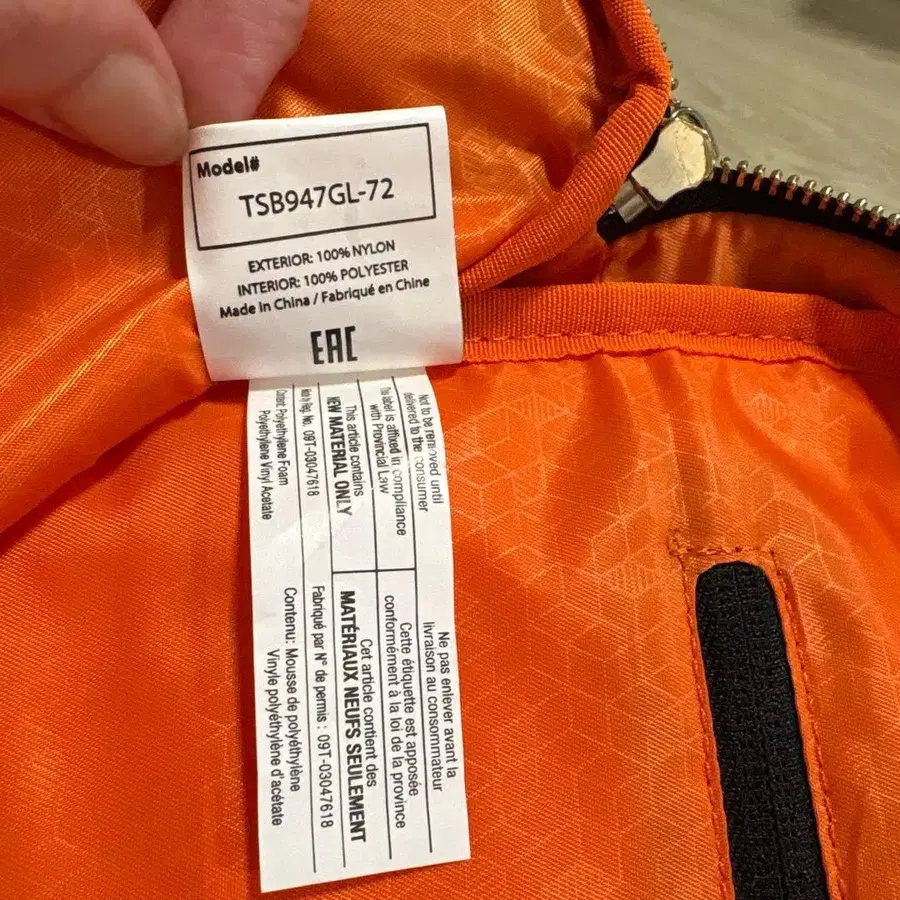 Model#
TSB947GL-72
EXTERIOR: 100% NYLON
INTERIOR: 100% POLYESTER
Made in China / Fabriqué en Chine
EAC
Not to be removed until
delivered to the consumer
This label is affixed in compliance
with Provincial Law
This article contains
NEW MATERIAL ONLY
Made by Reg. No. 09T-03047618
Content: Polyethylene Foam
Polyethylene Vinyl Acetate
Ne pas enlever avant la
livraison au consommateur
Cette étiquette est apposée
conformément à la loi de la province
Cet article contient des
MATÉRIAUX NEUFS SEULEMENT
Fabriqué par N° de permis : 09T-03047618
Contenu: Mousse de polyéthylène
Vinyle polyéthylène d'acétate